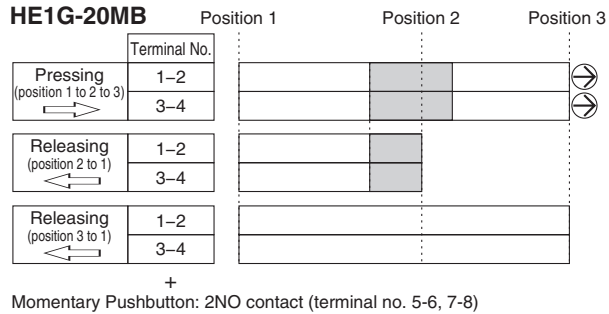 HE1G-20MB Position 1 Position 2 Position 3
Terminal No.
Pressing
(position 1 to 2 to 3)
1–2
3–4
Releasing
(position 2 to 1)
1–2
3–4
Releasing
(position 3 to 1)
1–2
3–4
+
Momentary Pushbutton: 2NO contact (terminal no. 5-6, 7-8)